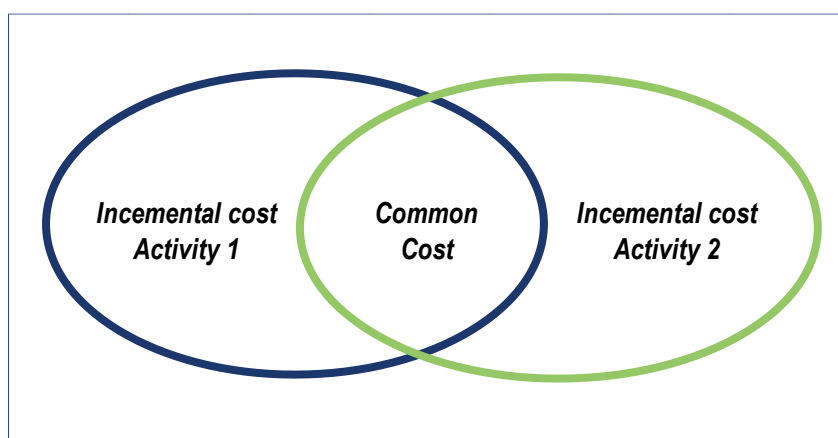 Incemental cost
Activity 1
Common
Cost
Incemental cost
Activity 2